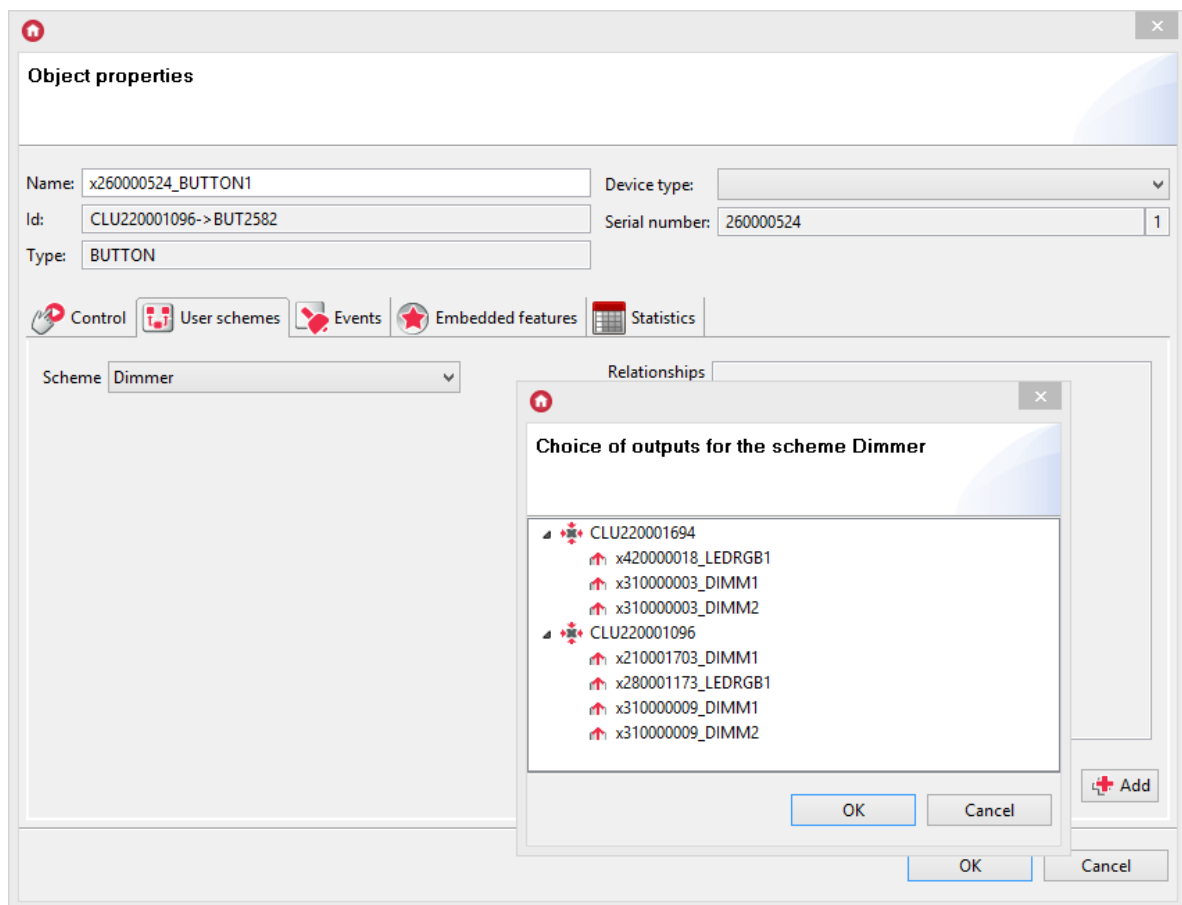 Object properties
Name: x260000524_BUTTON1
Device type:
Id: CLU220001096->BUT2582
Serial number: 260000524 1
Type: BUTTON
Control User schemes Events Embedded features Statistics
Scheme Dimmer
Relationships
Choice of outputs for the scheme Dimmer
CLU220001694
x420000018_LEDRGB1
x310000003_DIMM1
x310000003_DIMM2
CLU220001096
x210001703_DIMM1
x280001173_LEDRGB1
x310000009_DIMM1
x310000009_DIMM2
Add
OK Cancel
OK Cancel